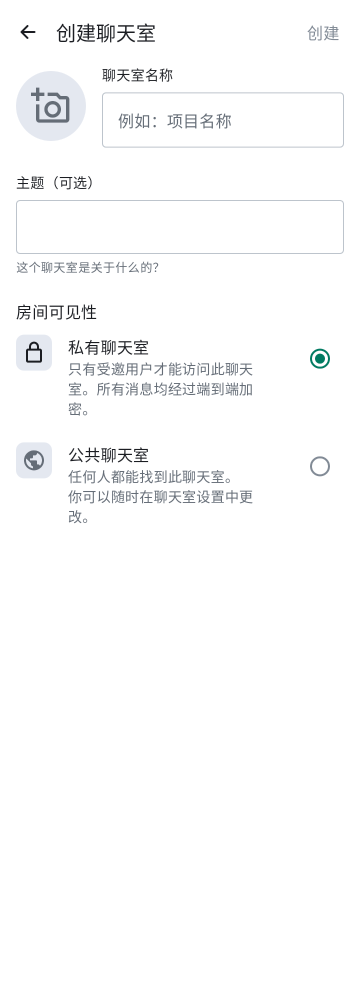 创建聊天室
创建
聊天室名称
例如：项目名称
主题（可选）
这个聊天室是关于什么的？
房间可见性
私有聊天室
只有受邀用户才能访问此聊天
室。所有消息均经过端到端加
密。
公共聊天室
任何人都能找到此聊天室。
你可以随时在聊天室设置中更
改。